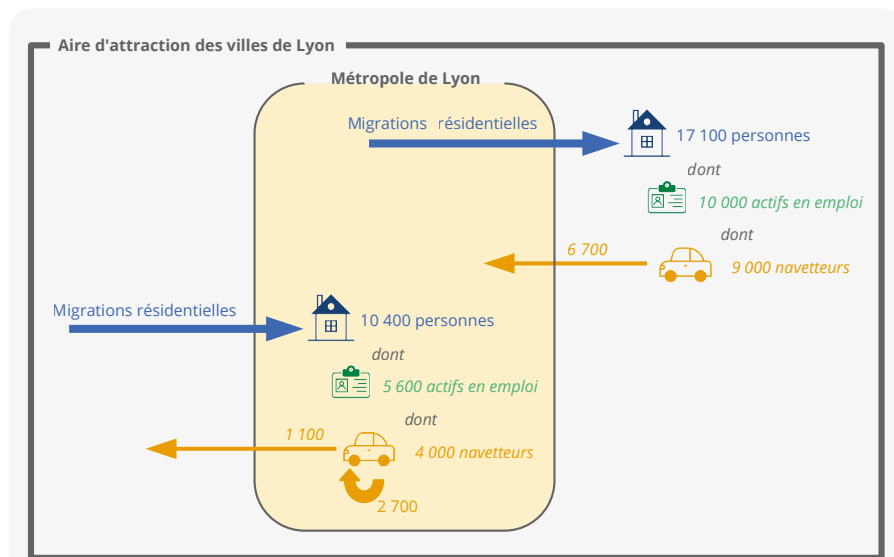 Aire d'attraction des villes de Lyon
Métropole de Lyon
Migrations résidentielles
17 100 personnes
dont
10 000 actifs en emploi
dont
6 700
9 000 navetteurs
Migrations résidentielles
10 400 personnes
dont
5 600 actifs en emploi
dont
1 100
4 000 navetteurs
2 700